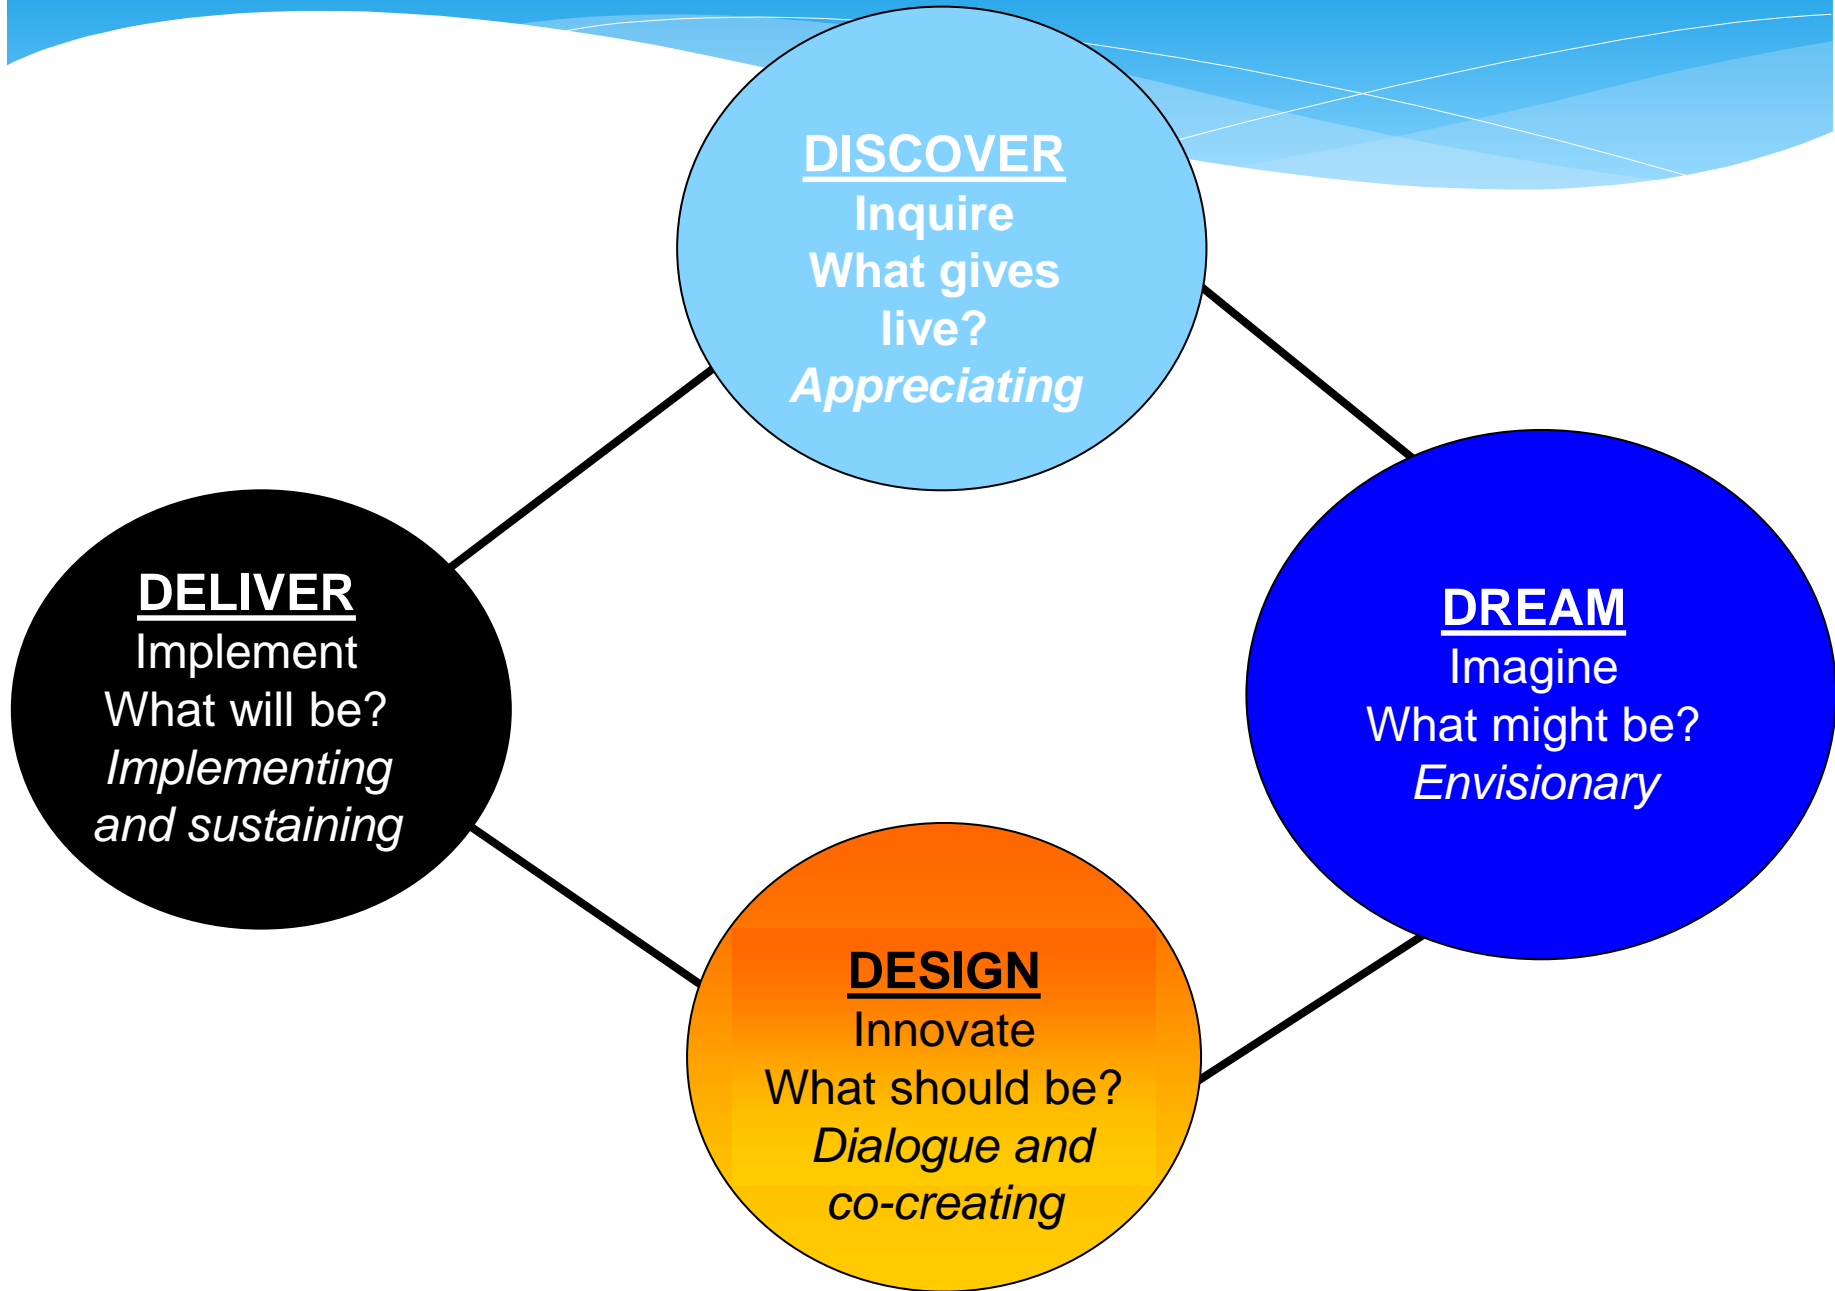 DISCOVER
Inquire
What gives
live?
Appreciating
DREAM
Imagine
What might be?
Envisionary
DESIGN
Innovate
What should be?
Dialogue and
co-creating
DELIVER
Implement
What will be?
Implementing
and sustaining